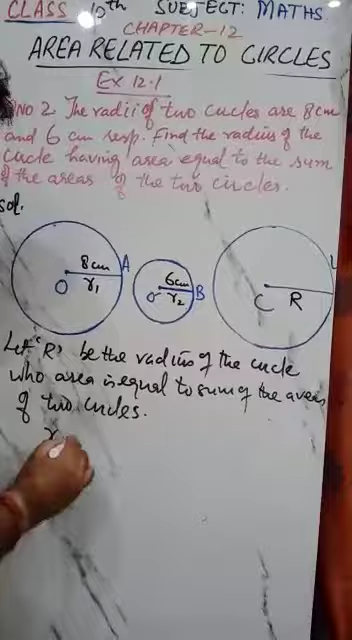 CLASS 10th SUBJECT: MATHS
CHAPTER-12
AREA RELATED TO CIRCLES
Ex 12.1
NO 2 The radii of two circles are 8cm
and 6 cm resp. Find the radius of the
circle having area equal to the sum
of the areas of the two circles.
Sol.
8cm A
O r1
6cm
O r2 B
C R L
Let 'R' be the radius of the circle
who area is equal to sum of the areas
of two circles.
r